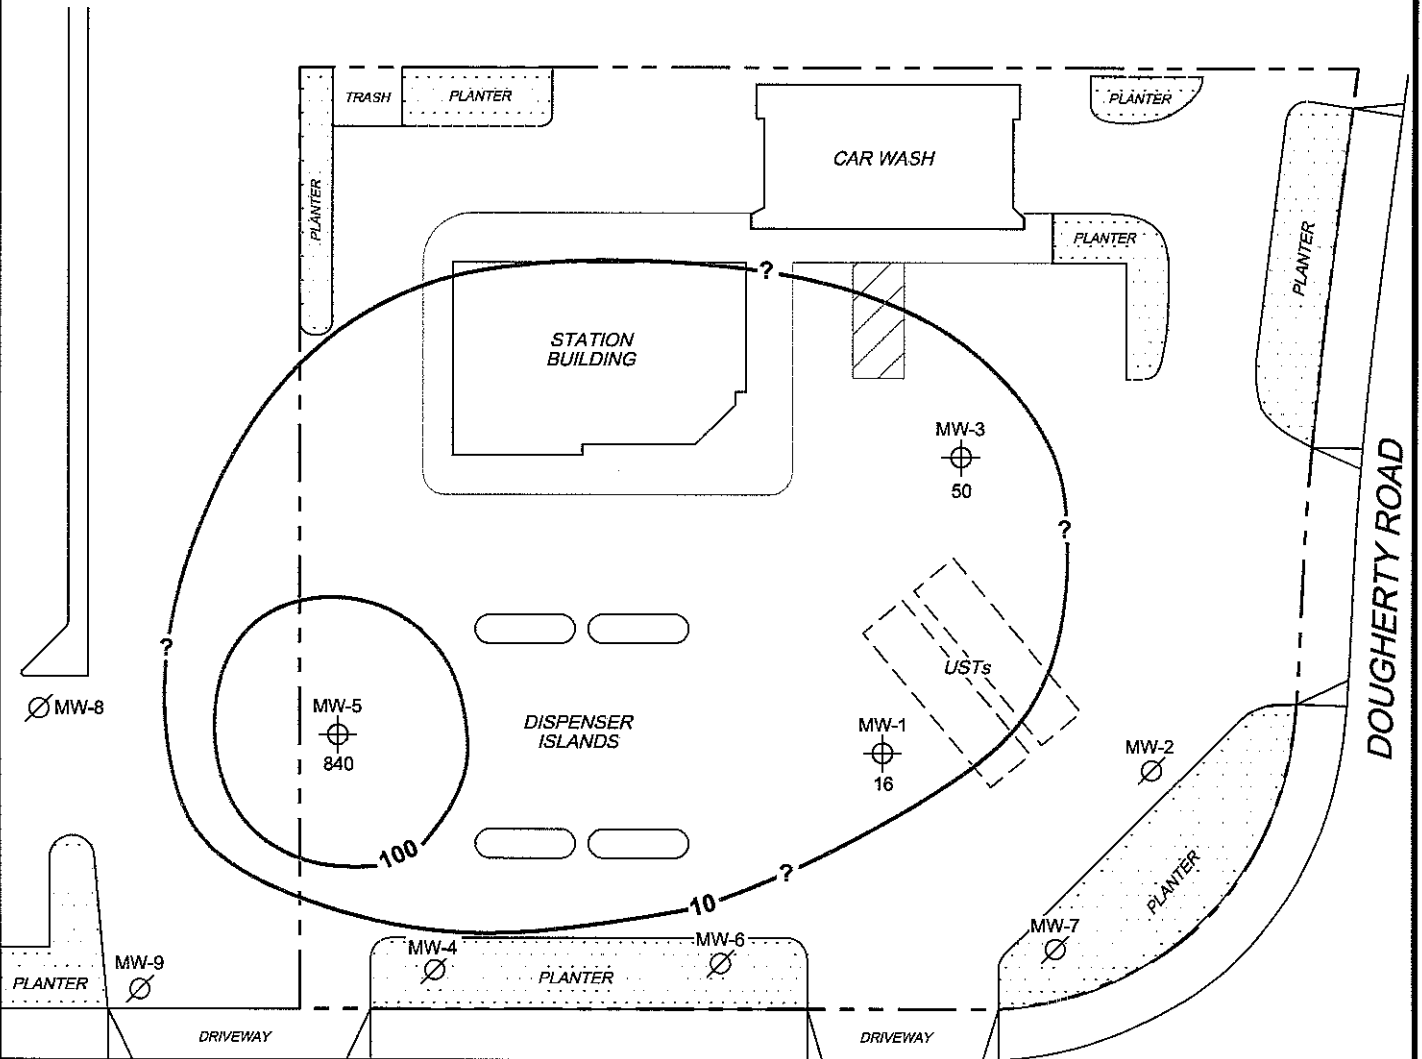 TRASH
PLANTER
PLANTER
CAR WASH
PLANTER
PLANTER
PLANTER
?
PLANTER
STATION
BUILDING
MW-3
50
?
DOUGHERTY ROAD
?
USTs
MW-8
MW-5
840
DISPENSER
ISLANDS
MW-1
16
MW-2
100
?
10
PLANTER
MW-9
MW-4
MW-6
MW-7
PLANTER
PLANTER
DRIVEWAY
DRIVEWAY